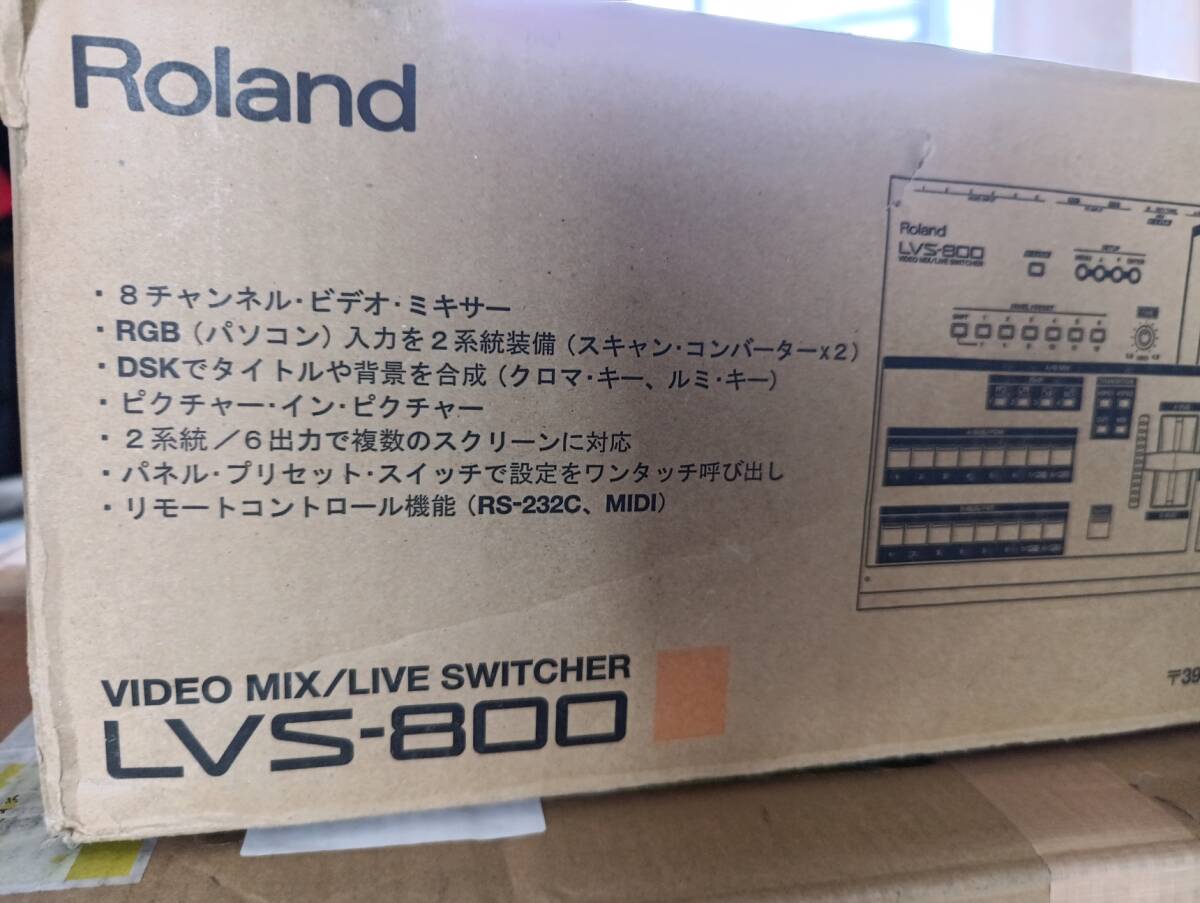 Roland
・8チャンネル・ビデオ・ミキサー
・RGB（パソコン）入力を2系統装備（スキャン・コンバーターx2）
・DSKでタイトルや背景を合成（クロマ・キー、ルミ・キー）
・ピクチャー・イン・ピクチャー
・2系統／6出力で複数のスクリーンに対応
・パネル・プリセット・スイッチで設定をワンタッチ呼び出し
・リモートコントロール機能（RS-232C、MIDI）
Roland
LVS-800
VIDEO MIX/LIVE SWITCHER
VIDEO MIX/LIVE SWITCHER
LVS-800
〒39